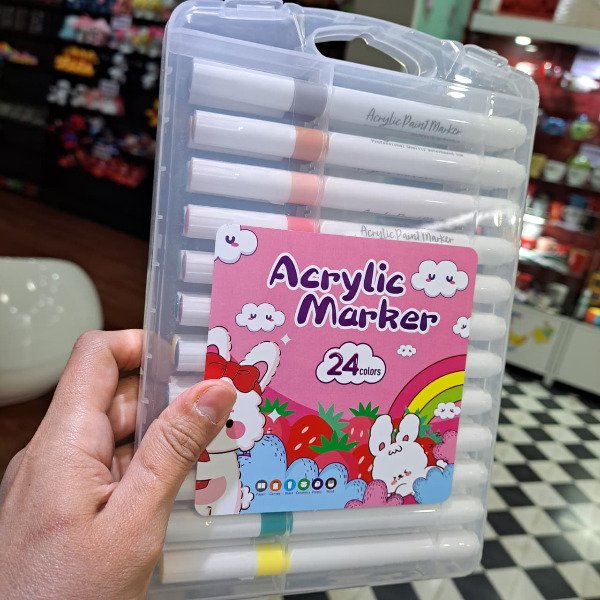 Acrylic Paint Marker
Acrylic Paint Marker
Acrylic
Marker
24 colors